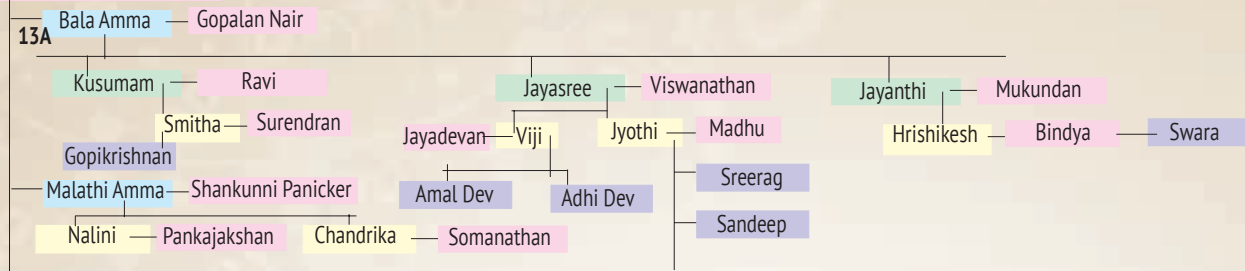 Bala Amma Gopalan Nair
13A
Kusumam Ravi Jayasree Viswanathan Jayanthi Mukundan
Smitha Surendran Jayadevan Viji Jyothi Madhu Hrishikesh Bindya Swara
Gopikrishnan
Amal Dev Adhi Dev Sreerag
Malathi Amma Shankunni Panicker
Sandeep
Nalini Pankajakshan Chandrika Somanathan